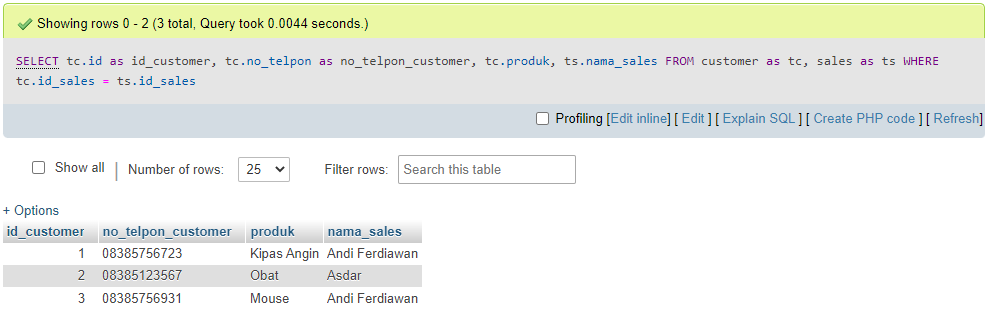 Showing rows 0 - 2 (3 total, Query took 0.0044 seconds.)
SELECT tc.id as id_customer, tc.no_telpon as no_telpon_customer, tc.produk, ts.nama_sales FROM customer as tc, sales as ts WHERE
tc.id_sales = ts.id_sales
Profiling [Edit inline] [ Edit ] [ Explain SQL ] [ Create PHP code ] [ Refresh]
Show all | Number of rows: 25 Filter rows: Search this table
+ Options
id_customer no_telpon_customer produk nama_sales
1 08385756723 Kipas Angin Andi Ferdiawan
2 08385123567 Obat Asdar
3 08385756931 Mouse Andi Ferdiawan